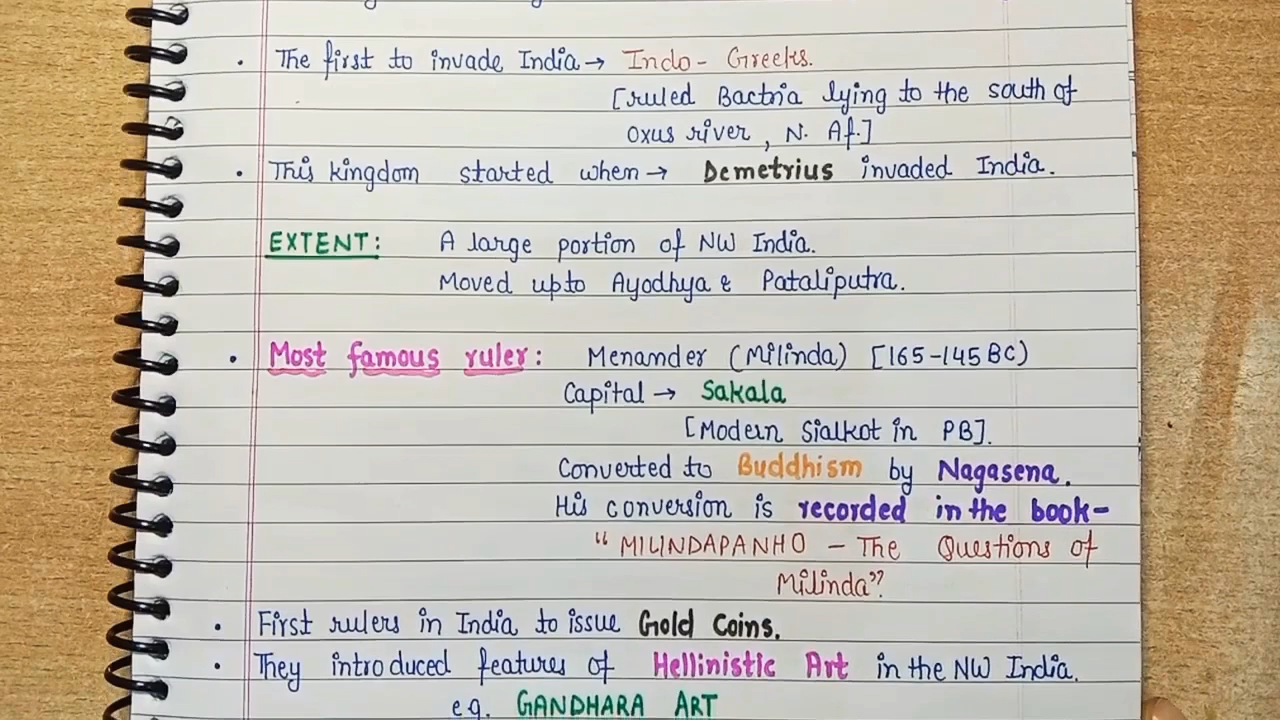 • The first to invade India → Indo - Greeks.
[ruled Bactria lying to the south of
oxus river, N. Af.]
• This kingdom started when → Demetrius invaded India.
EXTENT: A large portion of NW India.
Moved upto Ayodhya & Pataliputra.
• Most famous ruler: Menander (Milinda) [165-145 BC)
Capital → Sakala
[Modern Sialkot in PB].
Converted to Buddhism by Nagasena.
His conversion is recorded in the book-
"MILINDAPANHO - The Questions of
Milinda"
• First rulers in India to issue Gold Coins.
• They introduced features of Hellinistic Art in the NW India.
eg. GANDHARA ART